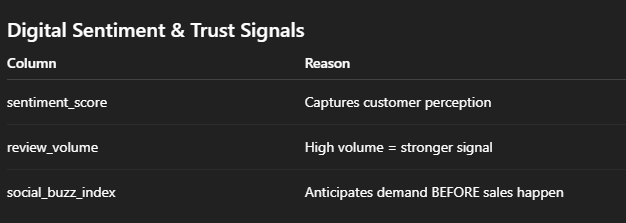 Digital Sentiment & Trust Signals
Column Reason
sentiment_score Captures customer perception
review_volume High volume = stronger signal
social_buzz_index Anticipates demand BEFORE sales happen